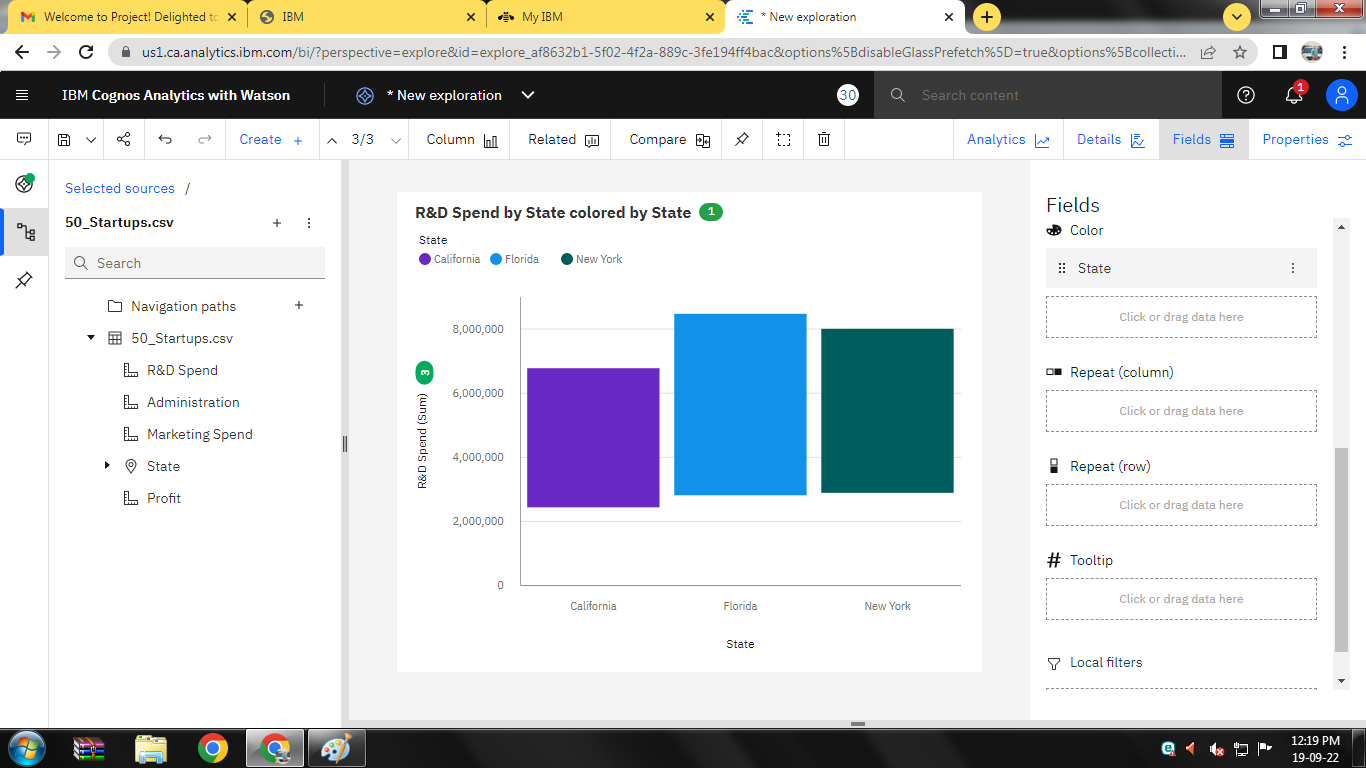 Welcome to Project! Delighted to
IBM
My IBM
* New exploration
us1.ca.analytics.ibm.com/bi/?perspective=explore&id=explore_af8632b1-5f02-4f2a-889c-3fe194ff4bac&options%5BdisableGlassPrefetch%5D=true&options%5Bcollecti...
IBM Cognos Analytics with Watson
* New exploration
30
Search content
1
Create +
3/3
Column
Related
Compare
Analytics
Details
Fields
Properties
Selected sources /
50_Startups.csv
Search
Navigation paths
50_Startups.csv
R&D Spend
Administration
Marketing Spend
State
Profit
R&D Spend by State colored by State 1
State
California Florida New York
8,000,000
6,000,000
4,000,000
2,000,000
0
R&D Spend (Sum) 3
California Florida New York
State
Fields
Color
State
Click or drag data here
Repeat (column)
Click or drag data here
Repeat (row)
Click or drag data here
Tooltip
Click or drag data here
Local filters
12:19 PM
19-09-22